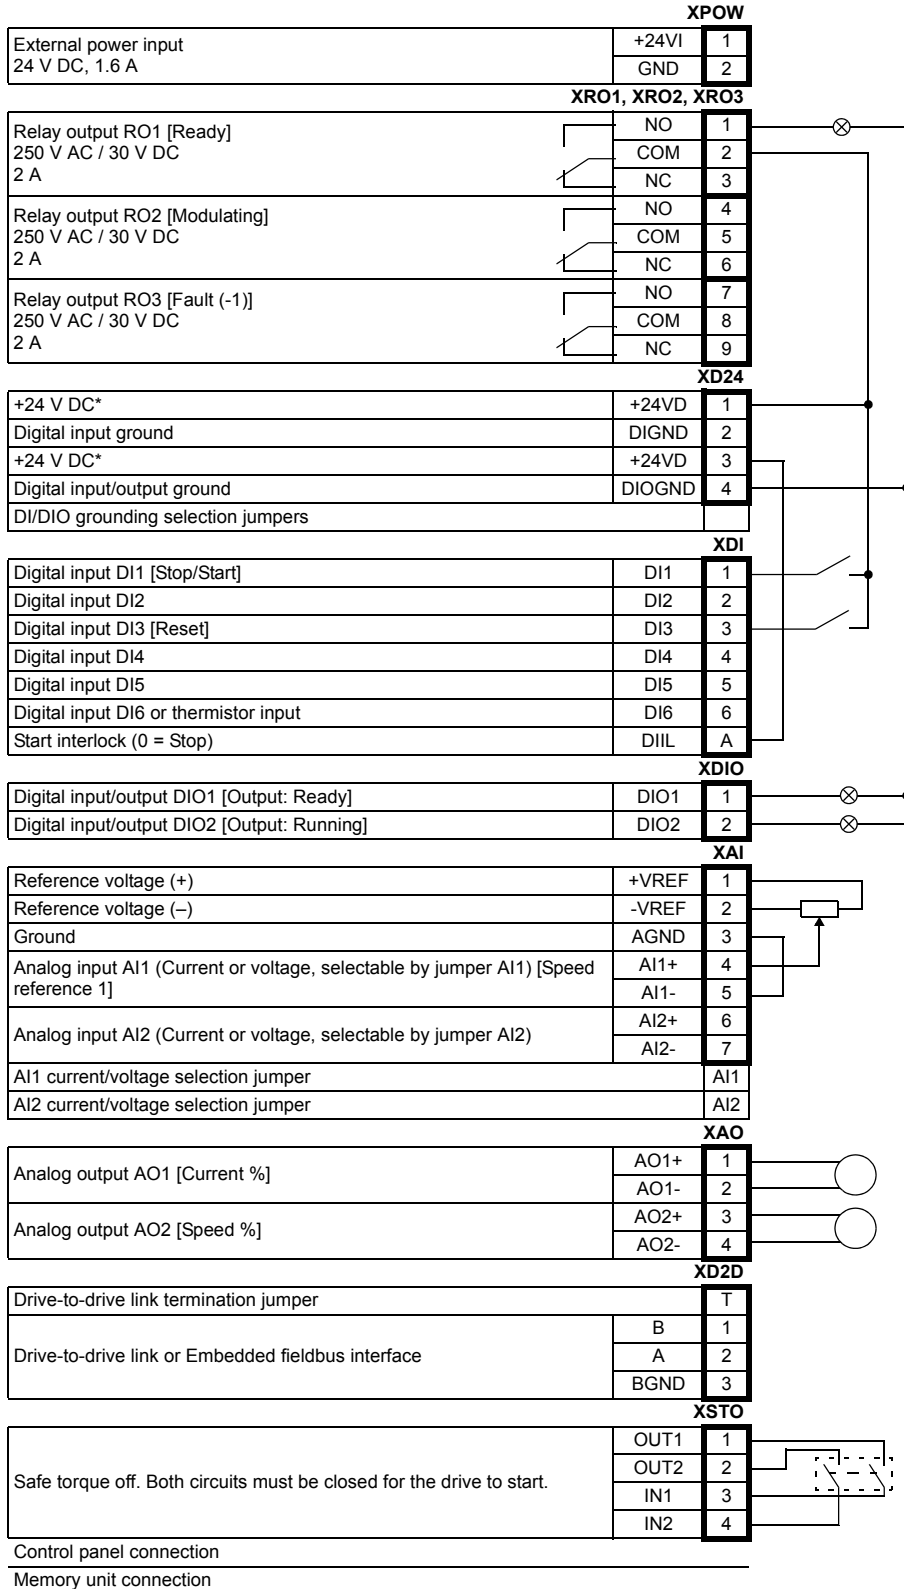 XPOW
External power input
24 V DC, 1.6 A
+24VI 1
GND 2
XRO1, XRO2, XRO3
Relay output RO1 [Ready]
250 V AC / 30 V DC
2 A
NO 1
COM 2
NC 3
Relay output RO2 [Modulating]
250 V AC / 30 V DC
2 A
NO 4
COM 5
NC 6
Relay output RO3 [Fault (-1)]
250 V AC / 30 V DC
2 A
NO 7
COM 8
NC 9
XD24
+24 V DC* +24VD 1
Digital input ground DIGND 2
+24 V DC* +24VD 3
Digital input/output ground DIOGND 4
DI/DIO grounding selection jumpers
XDI
Digital input DI1 [Stop/Start] DI1 1
Digital input DI2 DI2 2
Digital input DI3 [Reset] DI3 3
Digital input DI4 DI4 4
Digital input DI5 DI5 5
Digital input DI6 or thermistor input DI6 6
Start interlock (0 = Stop) DIIL A
XDIO
Digital input/output DIO1 [Output: Ready] DIO1 1
Digital input/output DIO2 [Output: Running] DIO2 2
XAI
Reference voltage (+) +VREF 1
Reference voltage (–) -VREF 2
Ground AGND 3
Analog input AI1 (Current or voltage, selectable by jumper AI1) [Speed
reference 1]
AI1+ 4
AI1- 5
Analog input AI2 (Current or voltage, selectable by jumper AI2)
AI2+ 6
AI2- 7
AI1 current/voltage selection jumper AI1
AI2 current/voltage selection jumper AI2
XAO
Analog output AO1 [Current %]
AO1+ 1
AO1- 2
Analog output AO2 [Speed %]
AO2+ 3
AO2- 4
XD2D
Drive-to-drive link termination jumper T
Drive-to-drive link or Embedded fieldbus interface
B 1
A 2
BGND 3
XSTO
Safe torque off. Both circuits must be closed for the drive to start.
OUT1 1
OUT2 2
IN1 3
IN2 4
Control panel connection
Memory unit connection